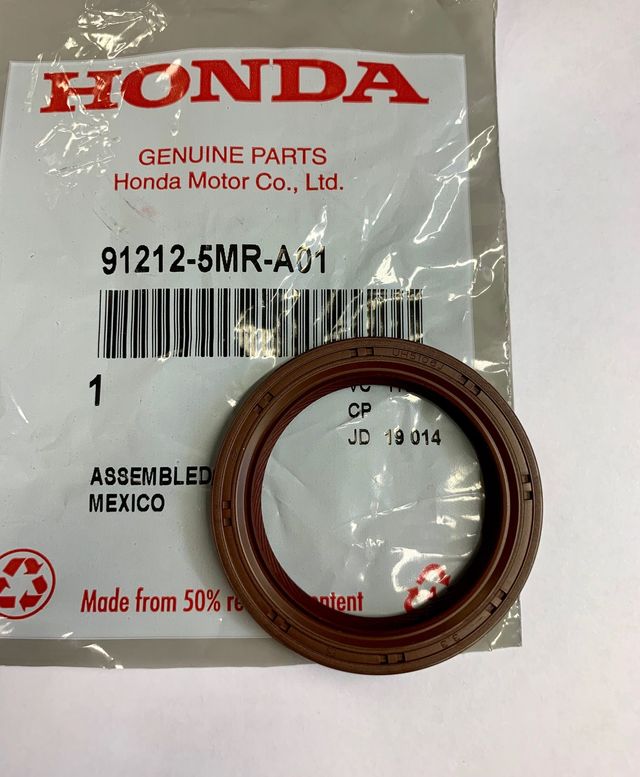 HONDA
GENUINE PARTS
Honda Motor Co., Ltd.
91212-5MR-A01
1
CP
JD 19 014
ASSEMBLED
MEXICO
Made from 50%